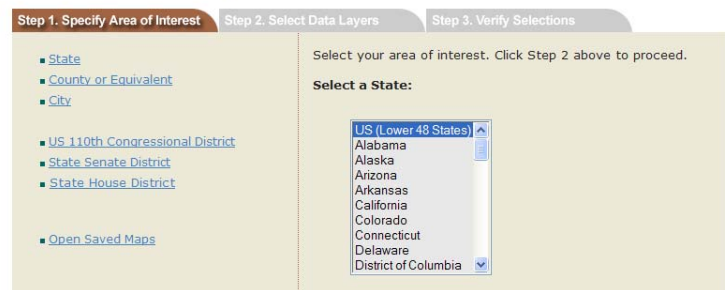 Step 1. Specify Area of Interest
Step 2. Select Data Layers
Step 3. Verify Selections
State
County or Equivalent
City
US 110th Congressional District
State Senate District
State House District
Open Saved Maps
Select your area of interest. Click Step 2 above to proceed.
Select a State:
US (Lower 48 States)
Alabama
Alaska
Arizona
Arkansas
California
Colorado
Connecticut
Delaware
District of Columbia